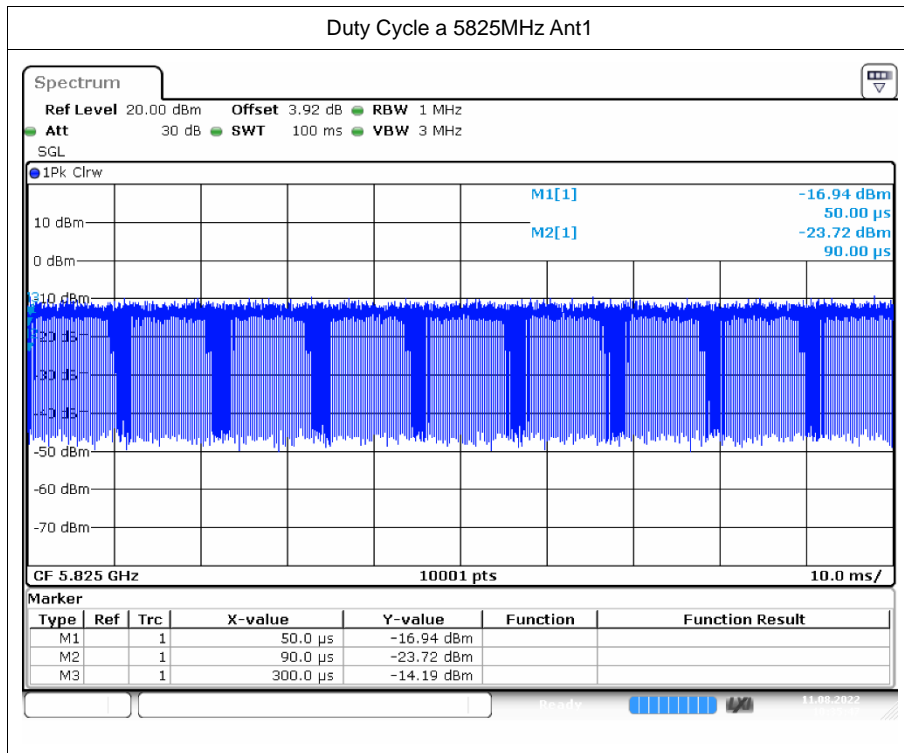 Duty Cycle a 5825MHz Ant1
Spectrum
Ref Level 20.00 dBm Offset 3.92 dB RBW 1 MHz
Att 30 dB SWT 100 ms VBW 3 MHz
SGL
1Pk Clrw
M1[1] -16.94 dBm
50.00 µs
10 dBm
M2[1] -23.72 dBm
90.00 µs
0 dBm
-50 dBm
-60 dBm
-70 dBm
CF 5.825 GHz 10001 pts 10.0 ms/
Marker
Type Ref Trc X-value Y-value Function Function Result
M1 1 50.0 µs -16.94 dBm
M2 1 90.0 µs -23.72 dBm
M3 1 300.0 µs -14.19 dBm
Ready 11.08.2022